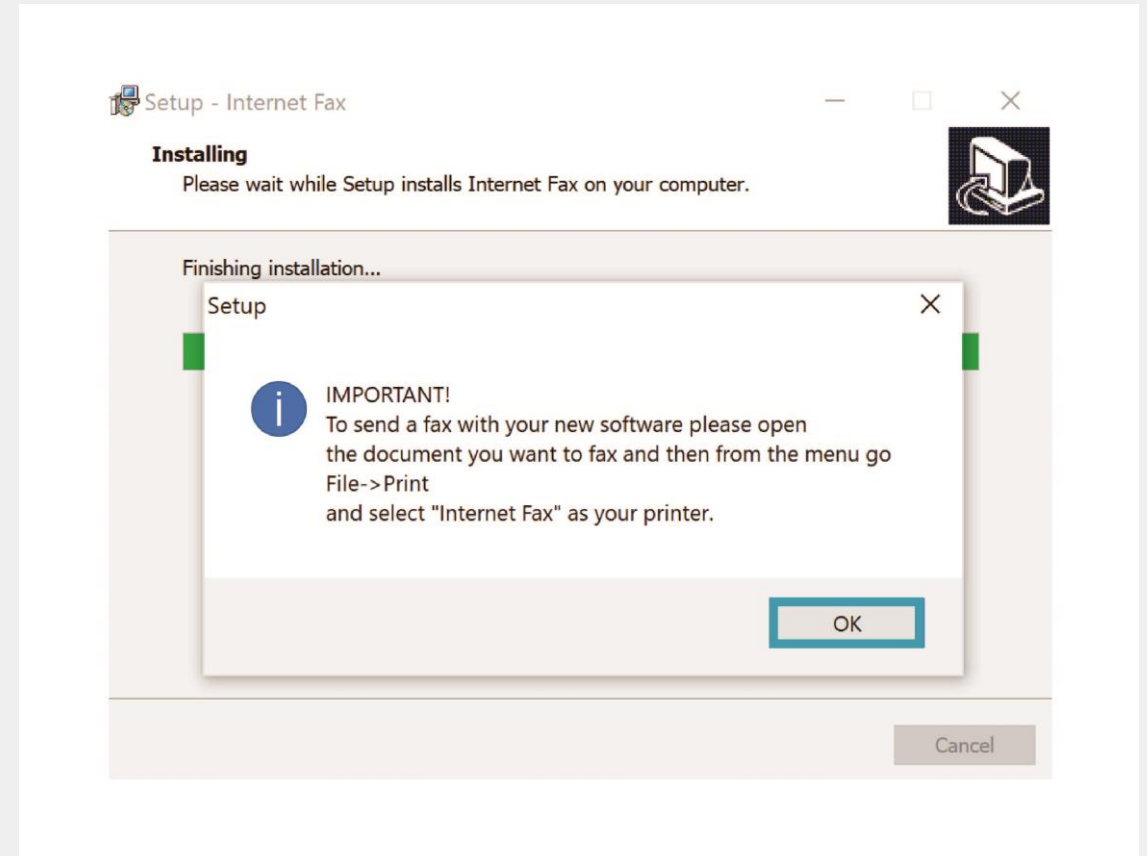 Setup - Internet Fax
Installing
Please wait while Setup installs Internet Fax on your computer.
Finishing installation...
Setup
IMPORTANT!
To send a fax with your new software please open
the document you want to fax and then from the menu go
File->Print
and select "Internet Fax" as your printer.
OK
Cancel